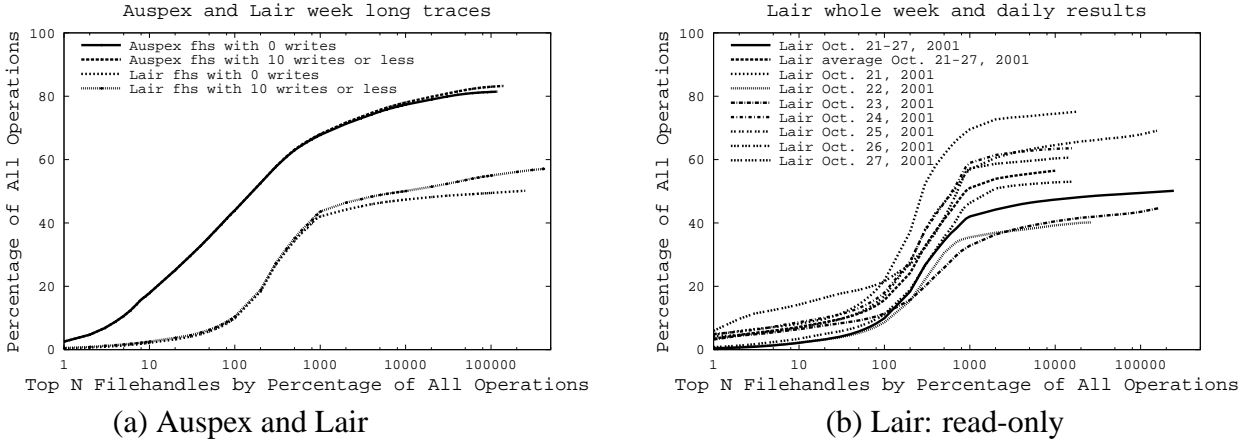 Auspex and Lair week long traces
Percentage of All Operations
100
80
60
40
20
0
Auspex fhs with 0 writes
Auspex fhs with 10 writes or less
Lair fhs with 0 writes
Lair fhs with 10 writes or less
1 10 100 1000 10000 100000
Top N Filehandles by Percentage of All Operations
(a) Auspex and Lair
Lair whole week and daily results
Percentage of All Operations
100
80
60
40
20
0
Lair Oct. 21-27, 2001
Lair average Oct. 21-27, 2001
Lair Oct. 21, 2001
Lair Oct. 22, 2001
Lair Oct. 23, 2001
Lair Oct. 24, 2001
Lair Oct. 25, 2001
Lair Oct. 26, 2001
Lair Oct. 27, 2001
1 10 100 1000 10000 100000
Top N Filehandles by Percentage of All Operations
(b) Lair: read-only